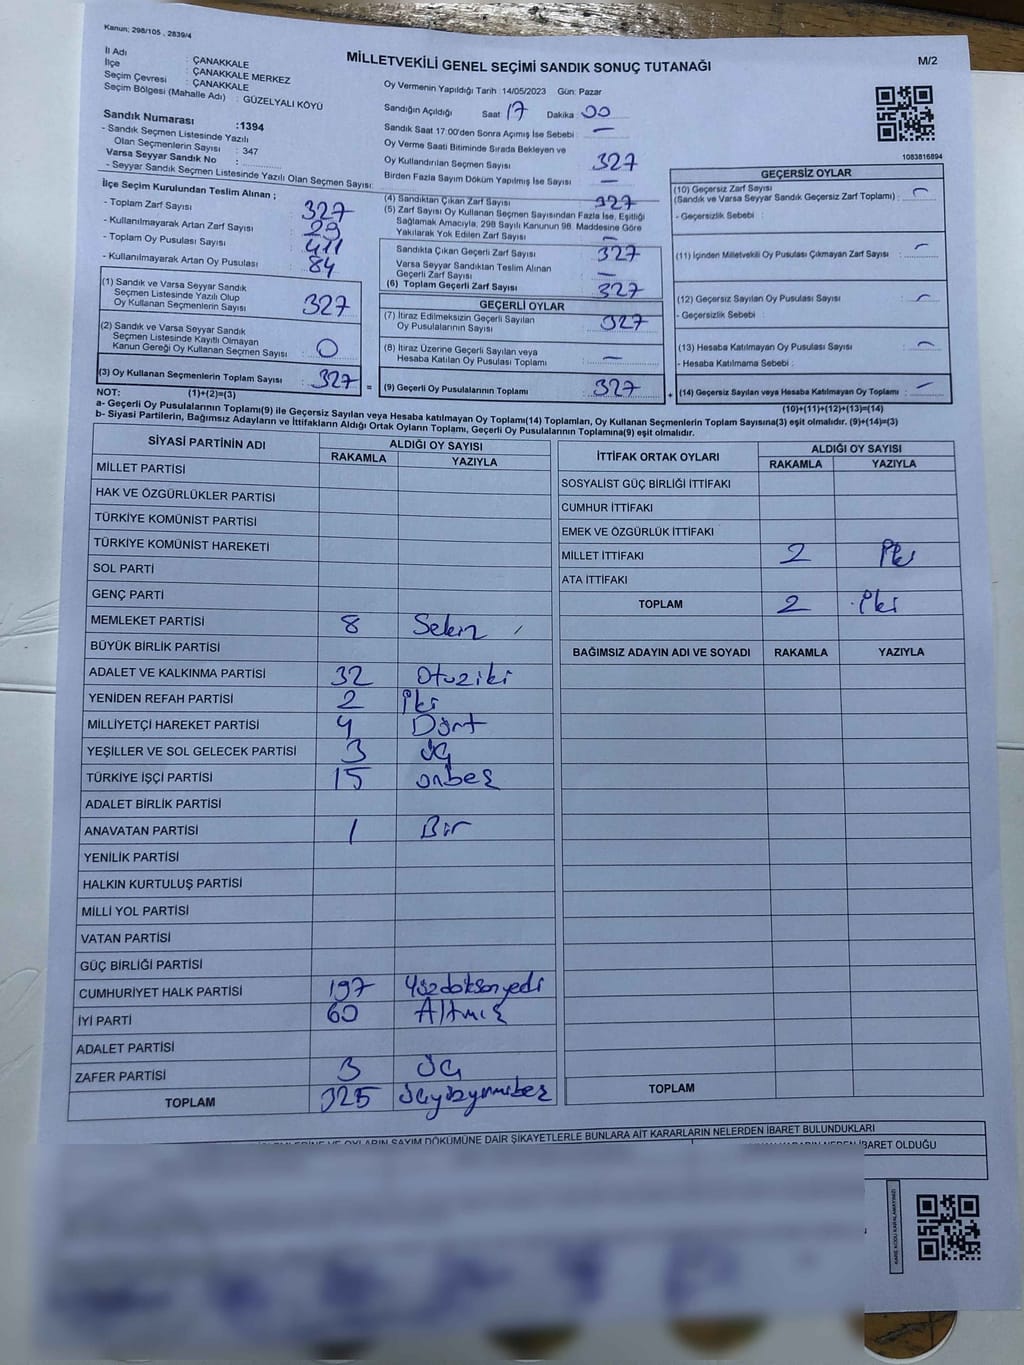 Kanun; 298/105 , 2839/4
M/2
MİLLETVEKİLİ GENEL SEÇİMİ SANDIK SONUÇ TUTANAĞI
İl Adı : ÇANAKKALE
İlçe : ÇANAKKALE MERKEZ
Seçim Çevresi : ÇANAKKALE
Seçim Bölgesi (Mahalle Adı) : GÜZELYALI KÖYÜ
Sandık Numarası :1394
- Sandık Seçmen Listesinde Yazılı
Olan Seçmenlerin Sayısı : 347
Varsa Seyyar Sandık No :
- Seyyar Sandık Seçmen Listesinde Yazılı Olan Seçmen Sayısı:
Oy Vermenin Yapıldığı Tarih :14/05/2023 Gün: Pazar
Sandığın Açıldığı Saat 17 Dakika 00
Sandık Saat 17:00'den Sonra Açımış İse Sebebi : —
Oy Verme Saati Bitiminde Sırada Bekleyen ve
Oy Kullandırılan Seçmen Sayısı : 327
Birden Fazla Sayım Döküm Yapılmış İse Sayısı : —
1083816894
İlçe Seçim Kurulundan Teslim Alınan ;
- Toplam Zarf Sayısı : 327
- Kullanılmayarak Artan Zarf Sayısı : 29
- Toplam Oy Pusulası Sayısı : 411
- Kullanılmayarak Artan Oy Pusulası : 84
(1) Sandık ve Varsa Seyyar Sandık
Seçmen Listesinde Yazılı Olup
Oy Kullanan Seçmenlerin Sayısı : 327
(2) Sandık ve Varsa Seyyar Sandık
Seçmen Listesinde Kayıtlı Olmayan
Kanun Gereği Oy Kullanan Seçmen Sayısı : 0
(3) Oy Kullanan Seçmenlerin Toplam Sayısı : 327 =
(1)+(2)=(3)
(4) Sandıktan Çıkan Zarf Sayısı : 327
(5) Zarf Sayısı Oy Kullanan Seçmen Sayısından Fazla İse, Eşitliği
Sağlamak Amacıyla, 298 Sayılı Kanunun 98. Maddesine Göre
Yakılarak Yok Edilen Zarf Sayısı : —
Sandıkta Çıkan Geçerli Zarf Sayısı : 327
Varsa Seyyar Sandıktan Teslim Alınan
Geçerli Zarf Sayısı : —
(6) Toplam Geçerli Zarf Sayısı : 327
GEÇERLİ OYLAR
(7) İtiraz Edilmeksizin Geçerli Sayılan
Oy Pusulalarının Sayısı : 327
(8) İtiraz Üzerine Geçerli Sayılan veya
Hesaba Katılan Oy Pusulası Toplamı : —
(9) Geçerli Oy Pusulalarının Toplamı : 327 +
GEÇERSİZ OYLAR
(10) Geçersiz Zarf Sayısı
(Sandık ve Varsa Seyyar Sandık Geçersiz Zarf Toplamı) : —
- Geçersizlik Sebebi :
(11) İçinden Milletvekili Oy Pusulası Çıkmayan Zarf Sayısı : —
(12) Geçersiz Sayılan Oy Pusulası Sayısı : —
- Geçersizlik Sebebi :
(13) Hesaba Katılmayan Oy Pusulası Sayısı : —
- Hesaba Katılmama Sebebi :
(14) Geçersiz Sayılan veya Hesaba Katılmayan Oy Toplamı : —
(10)+(11)+(12)+(13)=(14)
NOT:
a- Geçerli Oy Pusulalarının Toplamı(9) ile Geçersiz Sayılan veya Hesaba katılmayan Oy Toplamı(14) Toplamları, Oy Kullanan Seçmenlerin Toplam Sayısına(3) eşit olmalıdır. (9)+(14)=(3)
b- Siyasi Partilerin, Bağımsız Adayların ve İttifakların Aldığı Ortak Oyların Toplamı, Geçerli Oy Pusulalarının Toplamına(9) eşit olmalıdır.
SİYASİ PARTİNİN ADI ALDIĞI OY SAYISI
RAKAMLA YAZIYLA
MİLLET PARTİSİ
HAK VE ÖZGÜRLÜKLER PARTİSİ
TÜRKİYE KOMÜNİST PARTİSİ
TÜRKİYE KOMÜNİST HAREKETİ
SOL PARTİ
GENÇ PARTİ
MEMLEKET PARTİSİ 8 Sekiz
BÜYÜK BİRLİK PARTİSİ
ADALET VE KALKINMA PARTİSİ 32 Otuziki
YENİDEN REFAH PARTİSİ 2 İki
MİLLİYETÇİ HAREKET PARTİSİ 4 Dört
YEŞİLLER VE SOL GELECEK PARTİSİ 3 Üç
TÜRKİYE İŞÇİ PARTİSİ 15 onbeş
ADALET BİRLİK PARTİSİ
ANAVATAN PARTİSİ 1 Bir
YENİLİK PARTİSİ
HALKIN KURTULUŞ PARTİSİ
MİLLİ YOL PARTİSİ
VATAN PARTİSİ
GÜÇ BİRLİĞİ PARTİSİ
CUMHURİYET HALK PARTİSİ 197 Yüzdoksanyedi
İYİ PARTİ 60 Altmış
ADALET PARTİSİ
ZAFER PARTİSİ 3 Üç
TOPLAM 325 Üçyüzyirmibeş
İTTİFAK ORTAK OYLARI ALDIĞI OY SAYISI
RAKAMLA YAZIYLA
SOSYALİST GÜÇ BİRLİĞİ İTTİFAKI
CUMHUR İTTİFAKI
EMEK VE ÖZGÜRLÜK İTTİFAKI
MİLLET İTTİFAKI 2 İki
ATA İTTİFAKI
TOPLAM 2 İki
BAĞIMSIZ ADAYIN ADI VE SOYADI RAKAMLA YAZIYLA
TOPLAM
OYLARIN SAYIM DÖKÜMÜNE DAİR ŞİKAYETLERLE BUNLARA AİT KARARLARIN NELERDEN İBARET BULUNDUKLARI
KARARIN NEDEN İBARET OLDUĞU
KARE KODU KARALAMAYINIZ!